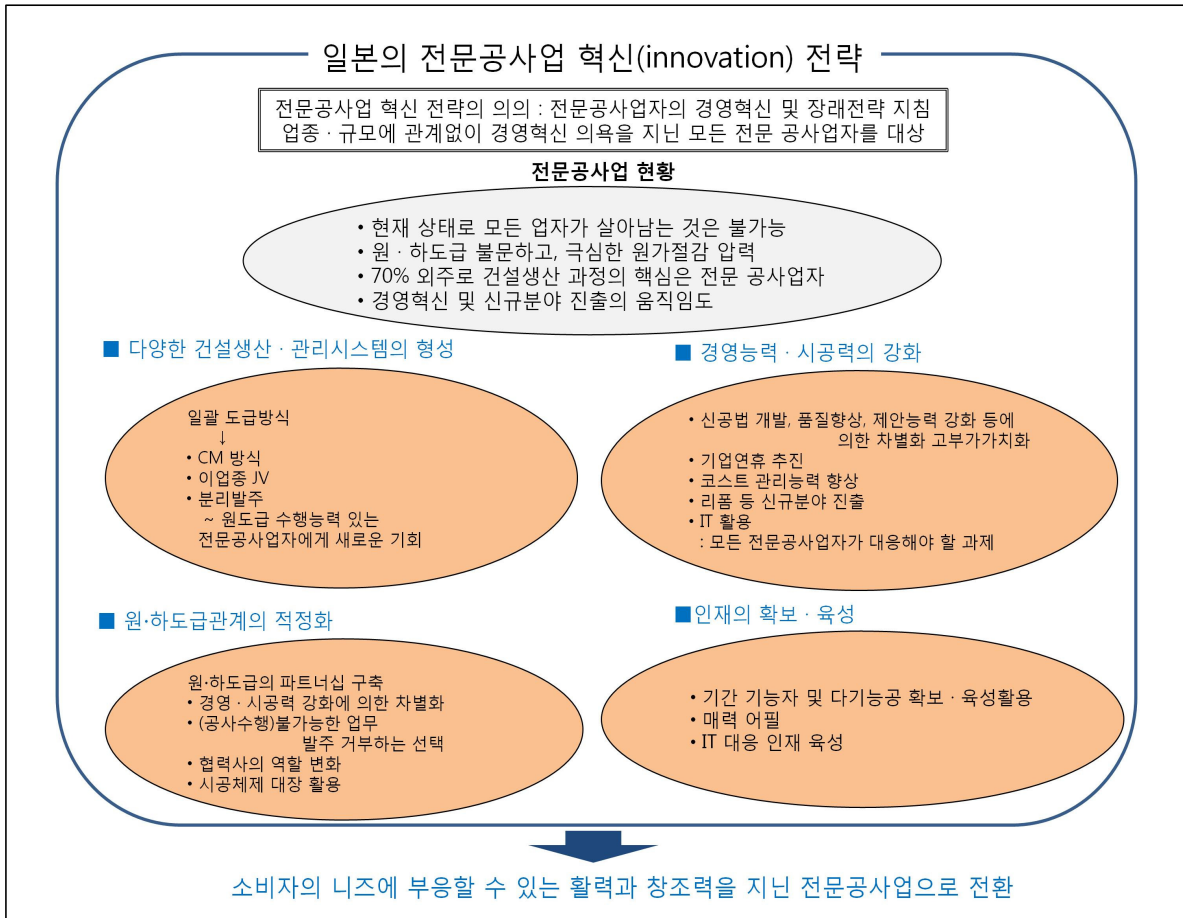 일본의 전문공사업 혁신(innovation) 전략
전문공사업 혁신 전략의 의의 : 전문공사업자의 경영혁신 및 장래전략 지침
업종 · 규모에 관계없이 경영혁신 의욕을 지닌 모든 전문 공사업자를 대상
전문공사업 현황
• 현재 상태로 모든 업자가 살아남는 것은 불가능
• 원 · 하도급 불문하고, 극심한 원가절감 압력
• 70% 외주로 건설생산 과정의 핵심은 전문 공사업자
• 경영혁신 및 신규분야 진출의 움직임도
■ 다양한 건설생산 · 관리시스템의 형성
일괄 도급방식
↓
• CM 방식
• 이업종 JV
• 분리발주
~ 원도급 수행능력 있는
전문공사업자에게 새로운 기회
■ 경영능력 · 시공력의 강화
• 신공법 개발, 품질향상, 제안능력 강화 등에
의한 차별화 고부가가치화
• 기업연휴 추진
• 코스트 관리능력 향상
• 리폼 등 신규분야 진출
• IT 활용
: 모든 전문공사업자가 대응해야 할 과제
■ 원·하도급관계의 적정화
원·하도급의 파트너십 구축
• 경영 · 시공력 강화에 의한 차별화
• (공사수행)불가능한 업무
발주 거부하는 선택
• 협력사의 역할 변화
• 시공체제 대장 활용
■인재의 확보 · 육성
• 기간 기능자 및 다기능공 확보 · 육성활용
• 매력 어필
• IT 대응 인재 육성
소비자의 니즈에 부응할 수 있는 활력과 창조력을 지닌 전문공사업으로 전환